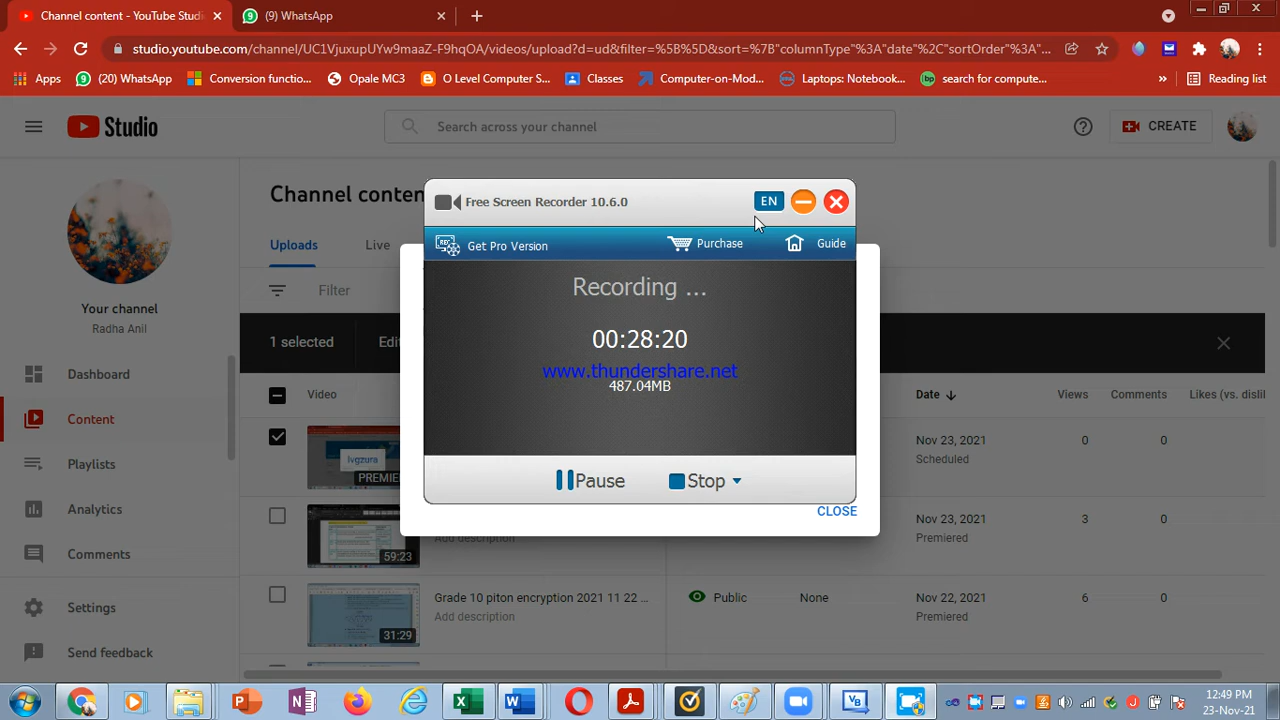 Channel content - YouTube Studi
(3) WhatsApp
studio.youtube.com/channel/UC1VjuxupUYw9maaZ-F9hqOA/videos/upload?d=ud&filter=%5B%5D&sort=%7B"columnType"%3A"date"%2C"sortOrder"%3A...
Apps
(20) WhatsApp
Conversion functio...
Opale MC3
O Level Computer S...
Classes
Computer-on-Mod...
Laptops: Notebook...
search for compute...
»
Reading list
Studio
Search across your channel
CREATE
Channel conten
Free Screen Recorder 10.6.0
EN
Get Pro Version
Purchase
Guide
Uploads
Live
Recording ...
Your channel
Radha Anil
Filter
00:28:20
www.thundershare.net
487.04MB
1 selected
Edi
Dashboard
Video
Date
Views
Comments
Likes (vs. disli
Content
lvgzura
PREMIE
Nov 23, 2021
Scheduled
0
0
Playlists
Pause
Stop
CLOSE
Analytics
Nov 23, 2021
Premiered
3
0
Add description
59:23
Comments
Grade 10 piton encryption 2021 11 22 ...
Add description
31:29
Public
None
Nov 22, 2021
Premiered
6
0
Settings
Send feedback
12:49 PM
23-Nov-21